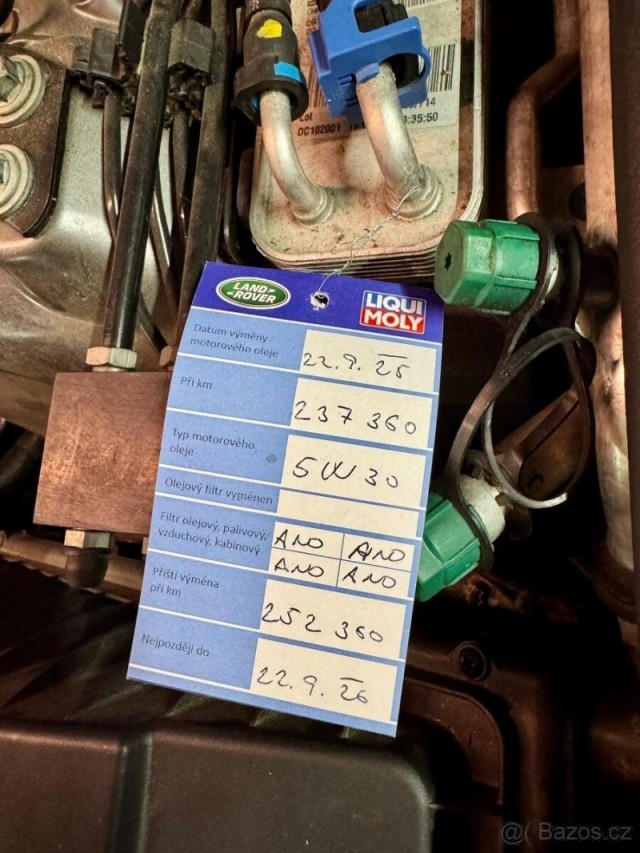 DC102001
:35:50
LAND
ROVER
LIQUI
MOLY
Datum výměny
motorového oleje
22.9.25
Při km
237 360
Typ motorového
oleje
5W30
Olejový filtr vyměnen
Filtr olejový, palivový,
vzduchový, kabinový
ANO ANO
ANO ANO
Příští výměna
při km
252 360
Nejpozději do
22.9.26
@( Bazos.cz